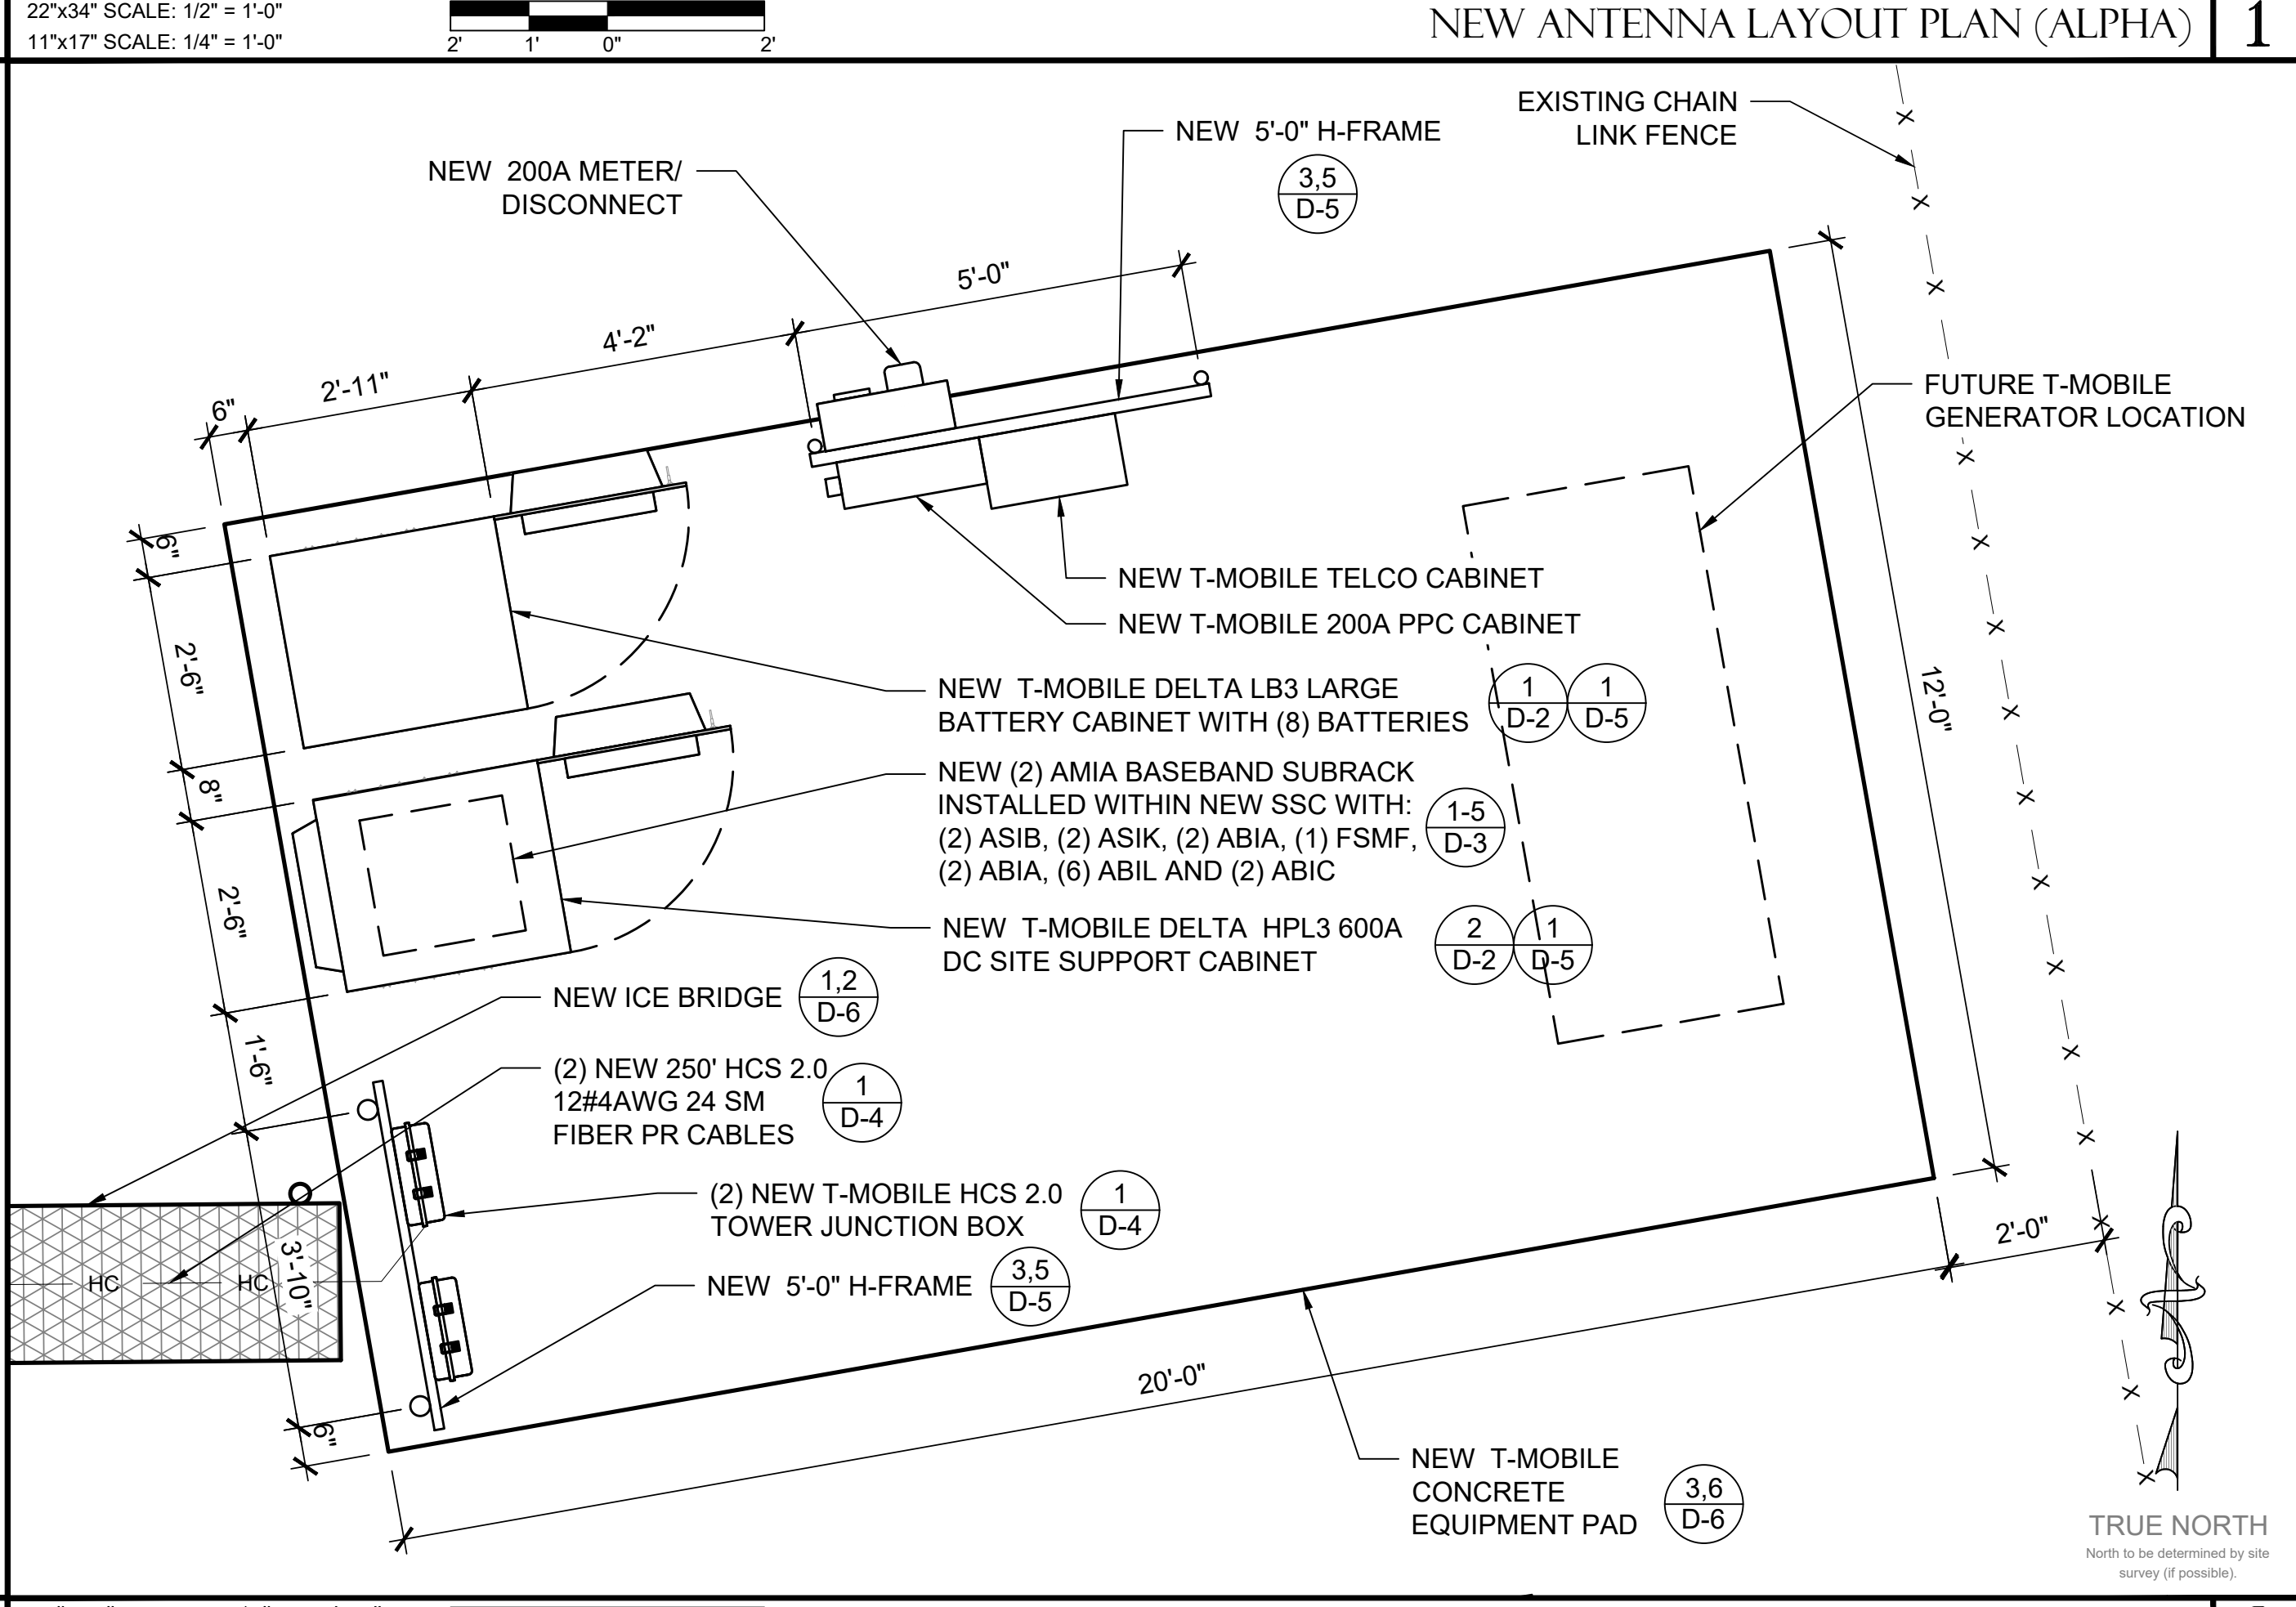 22"x34" SCALE: 1/2" = 1'-0"
11"x17" SCALE: 1/4" = 1'-0"
2' 1' 0" 2'
NEW ANTENNA LAYOUT PLAN (ALPHA) 1
EXISTING CHAIN
LINK FENCE
NEW 5'-0" H-FRAME
3,5
D-5
NEW 200A METER/
DISCONNECT
5'-0"
4'-2"
2'-11"
6"
6"
2'-6"
8"
2'-6"
1'-6"
3'-10"
6"
FUTURE T-MOBILE
GENERATOR LOCATION
NEW T-MOBILE TELCO CABINET
NEW T-MOBILE 200A PPC CABINET
NEW T-MOBILE DELTA LB3 LARGE
BATTERY CABINET WITH (8) BATTERIES
1
D-2
1
D-5
12'-0"
NEW (2) AMIA BASEBAND SUBRACK
INSTALLED WITHIN NEW SSC WITH:
(2) ASIB, (2) ASIK, (2) ABIA, (1) FSMF,
(2) ABIA, (6) ABIL AND (2) ABIC
1-5
D-3
NEW T-MOBILE DELTA HPL3 600A
DC SITE SUPPORT CABINET
2
D-2
1
D-5
NEW ICE BRIDGE
1,2
D-6
(2) NEW 250' HCS 2.0
12#4AWG 24 SM
FIBER PR CABLES
1
D-4
(2) NEW T-MOBILE HCS 2.0
TOWER JUNCTION BOX
1
D-4
NEW 5'-0" H-FRAME
3,5
D-5
HC HC
2'-0"
20'-0"
NEW T-MOBILE
CONCRETE
EQUIPMENT PAD
3,6
D-6
X X X X X X X X X X X X X X X X X
TRUE NORTH
North to be determined by site
survey (if possible).